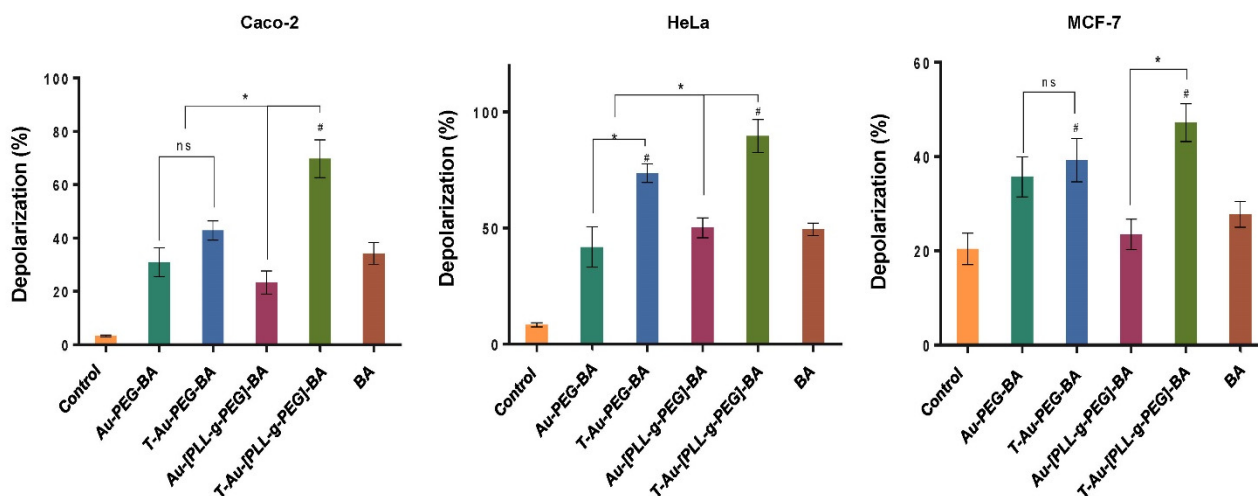 Caco-2
Depolarization (%)
100
80
60
40
20
0
*
ns
#
Control
Au-PEG-BA
T-Au-PEG-BA
Au-[PLL-g-PEG]-BA
T-Au-[PLL-g-PEG]-BA
BA
HeLa
Depolarization (%)
100
50
0
*
*
#
#
Control
Au-PEG-BA
T-Au-PEG-BA
Au-[PLL-g-PEG]-BA
T-Au-[PLL-g-PEG]-BA
BA
MCF-7
Depolarization (%)
60
40
20
0
*
ns
#
#
Control
Au-PEG-BA
T-Au-PEG-BA
Au-[PLL-g-PEG]-BA
T-Au-[PLL-g-PEG]-BA
BA